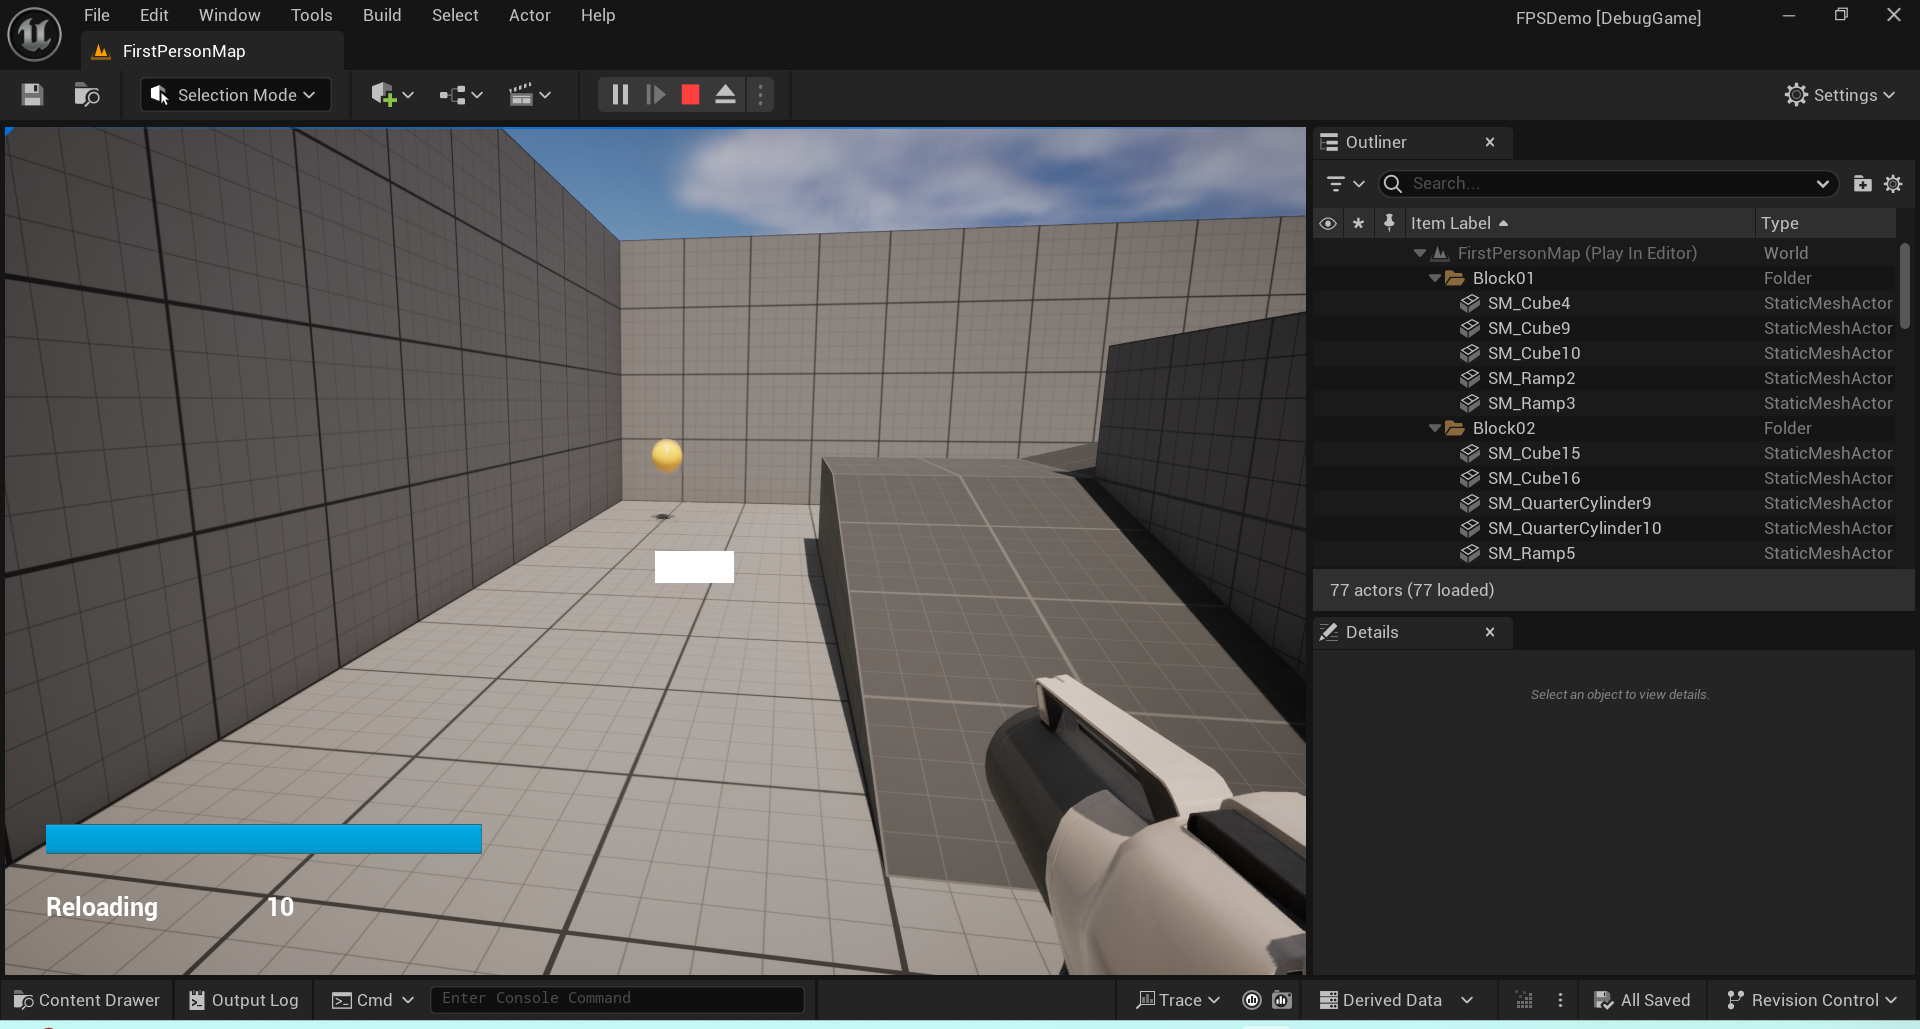 File Edit Window Tools Build Select Actor Help
FPSDemo [DebugGame]
FirstPersonMap
Selection Mode
Settings
Outliner
Search...
Item Label Type
FirstPersonMap (Play In Editor) World
Block01 Folder
SM_Cube4 StaticMeshActor
SM_Cube9 StaticMeshActor
SM_Cube10 StaticMeshActor
SM_Ramp2 StaticMeshActor
SM_Ramp3 StaticMeshActor
Block02 Folder
SM_Cube15 StaticMeshActor
SM_Cube16 StaticMeshActor
SM_QuarterCylinder9 StaticMeshActor
SM_QuarterCylinder10 StaticMeshActor
SM_Ramp5 StaticMeshActor
77 actors (77 loaded)
Details
Select an object to view details.
Reloading 10
Content Drawer Output Log Cmd Enter Console Command Trace Derived Data All Saved Revision Control